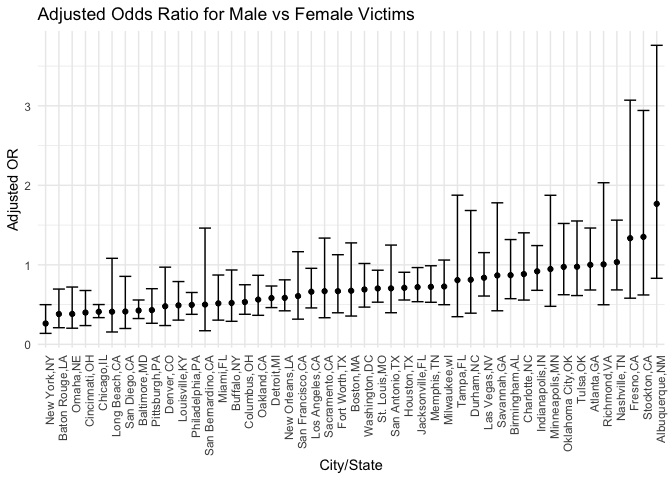 Adjusted Odds Ratio for Male vs Female Victims
Adjusted OR
3
2
1
0
New York,NY
Baton Rouge,LA
Omaha,NE
Cincinnati,OH
Chicago,IL
Long Beach,CA
San Diego,CA
Baltimore,MD
Pittsburgh,PA
Denver,CO
Louisville,KY
Philadelphia,PA
San Bernardino,CA
Miami,FL
Buffalo,NY
Columbus,OH
Oakland,CA
Detroit,MI
New Orleans,LA
San Francisco,CA
Los Angeles,CA
Sacramento,CA
Fort Worth,TX
Boston,MA
Washington,DC
St. Louis,MO
San Antonio,TX
Houston,TX
Jacksonville,FL
Memphis,TN
Milwaukee,wI
Tampa,FL
Durham,NC
Las Vegas,NV
Savannah,GA
Birmingham,AL
Charlotte,NC
Indianapolis,IN
Minneapolis,MN
Oklahoma City,OK
Tulsa,OK
Atlanta,GA
Richmond,VA
Nashville,TN
Fresno,CA
Stockton,CA
Albuquerque,NM
City/State